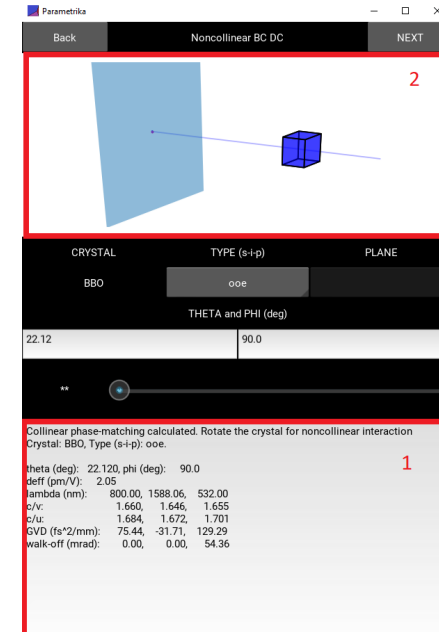 Parametrika
Back Noncollinear BC DC NEXT
2
CRYSTAL TYPE (s-i-p) PLANE
BBO ooe
THETA and PHI (deg)
22.12 90.0
**
Collinear phase-matching calculated. Rotate the crystal for noncollinear interaction
Crystal: BBO, Type (s-i-p): ooe.
1
theta (deg): 22.120, phi (deg): 90.0
deff (pm/V): 2.05
lambda (nm): 800.00, 1588.06, 532.00
c/v: 1.660, 1.646, 1.655
c/u: 1.684, 1.672, 1.701
GVD (fs^2/mm): 75.44, -31.71, 129.29
walk-off (mrad): 0.00, 0.00, 54.36